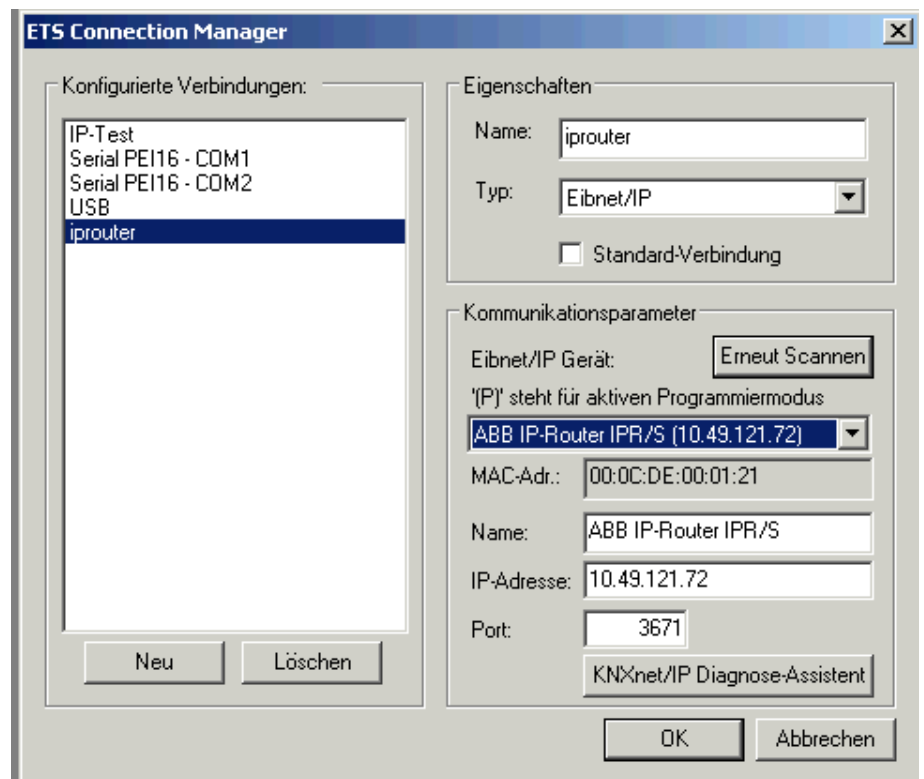 ETS Connection Manager
Konfigurierte Verbindungen:
IP-Test
Serial PEI16 - COM1
Serial PEI16 - COM2
USB
iprouter
Neu
Löschen
Eigenschaften
Name:
iprouter
Typ:
Eibnet/IP
Standard-Verbindung
Kommunikationsparameter
Eibnet/IP Gerät:
Erneut Scannen
'(P)' steht für aktiven Programmiermodus
ABB IP-Router IPR/S (10.49.121.72)
MAC-Adr.:
00:0C:DE:00:01:21
Name:
ABB IP-Router IPR/S
IP-Adresse:
10.49.121.72
Port:
3671
KNXnet/IP Diagnose-Assistent
OK
Abbrechen